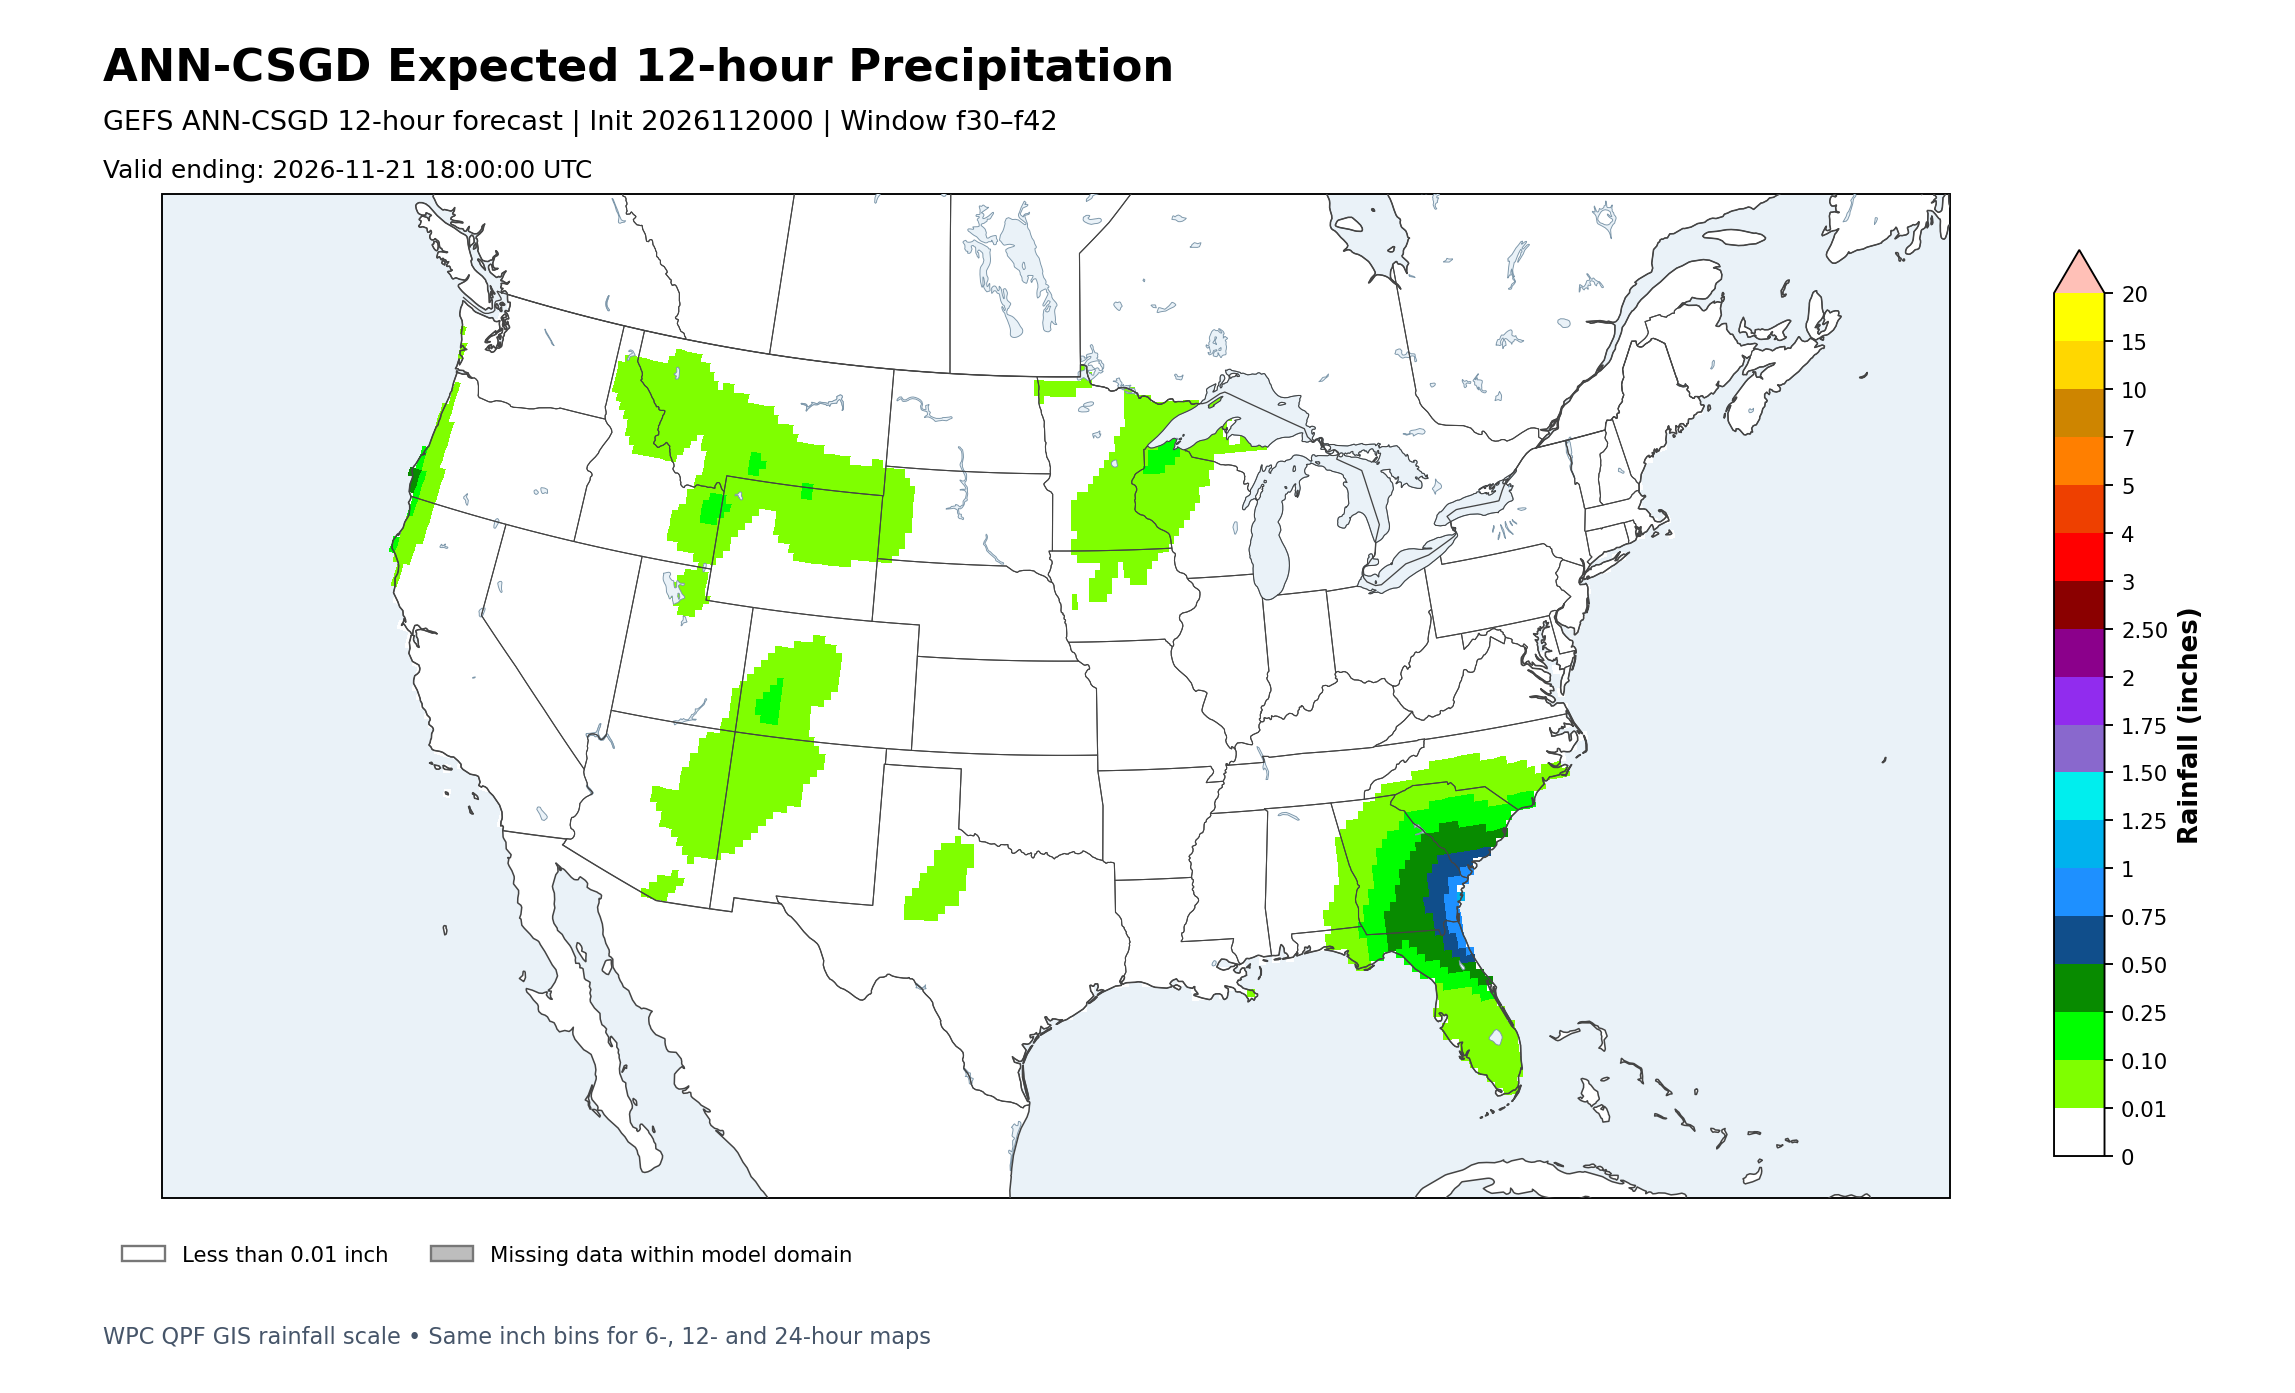 ANN-CSGD Expected 12-hour Precipitation
GEFS ANN-CSGD 12-hour forecast | Init 2026112000 | Window f30–f42
Valid ending: 2026-11-21 18:00:00 UTC
20
15
10
7
5
4
3
2.50
2
1.75
1.50
1.25
1
0.75
0.50
0.25
0.10
0.01
0
Rainfall (inches)
Less than 0.01 inch
Missing data within model domain
WPC QPF GIS rainfall scale • Same inch bins for 6-, 12- and 24-hour maps